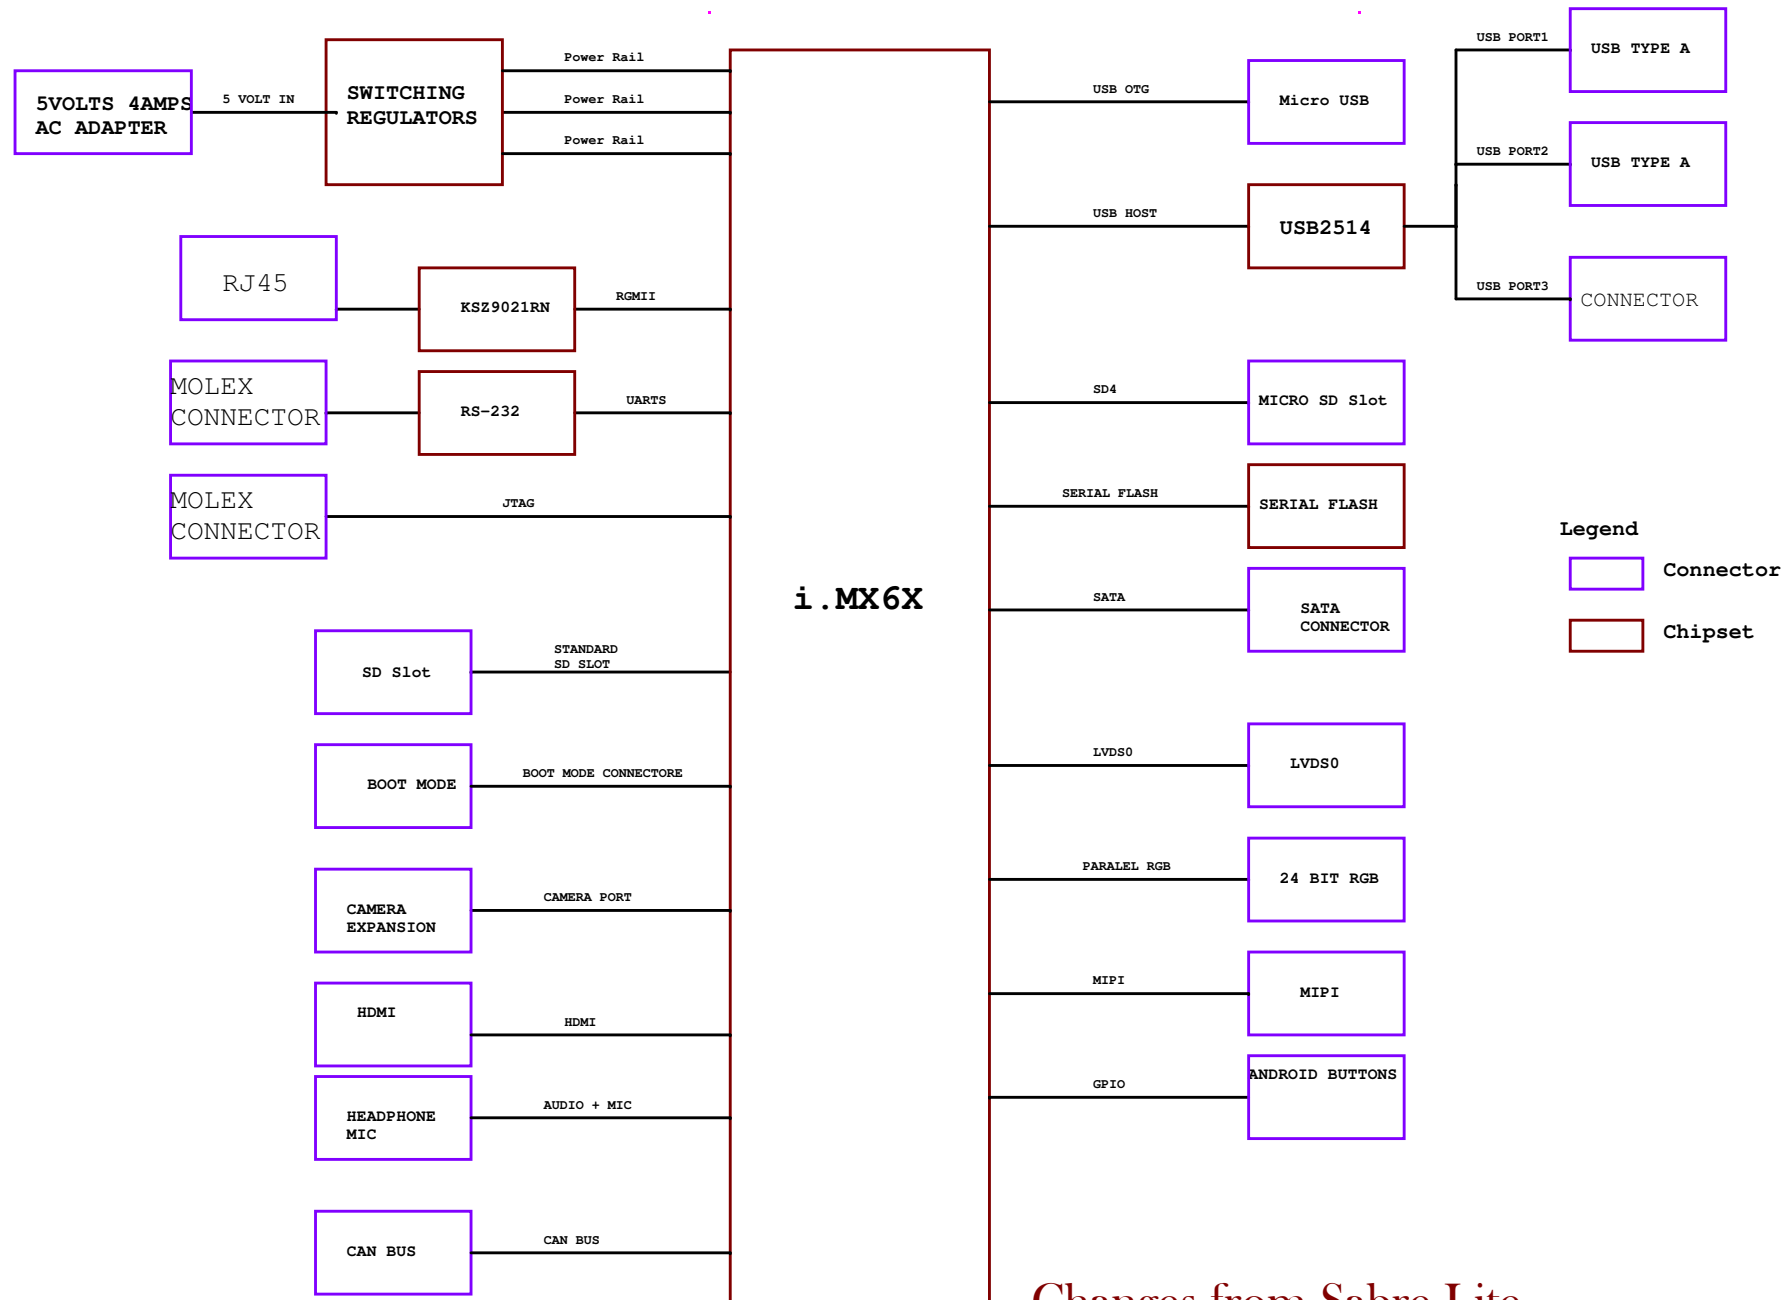 5VOLTS 4AMPS
AC ADAPTER
5 VOLT IN
SWITCHING
REGULATORS
Power Rail
Power Rail
Power Rail
RJ45
KSZ9021RN
RGMII
MOLEX
CONNECTOR
RS-232
UARTS
MOLEX
CONNECTOR
JTAG
SD Slot
STANDARD
SD SLOT
BOOT MODE
BOOT MODE CONNECTORE
CAMERA
EXPANSION
CAMERA PORT
HDMI
HDMI
HEADPHONE
MIC
AUDIO + MIC
CAN BUS
CAN BUS
i.MX6X
USB OTG
Micro USB
USB HOST
USB2514
USB PORT1
USB TYPE A
USB PORT2
USB TYPE A
USB PORT3
CONNECTOR
SD4
MICRO SD Slot
SERIAL FLASH
SERIAL FLASH
SATA
SATA
CONNECTOR
LVDS0
LVDS0
PARALEL RGB
24 BIT RGB
MIPI
MIPI
GPIO
ANDROID BUTTONS
Legend
Connector
Chipset
Changes from Sabre Lite